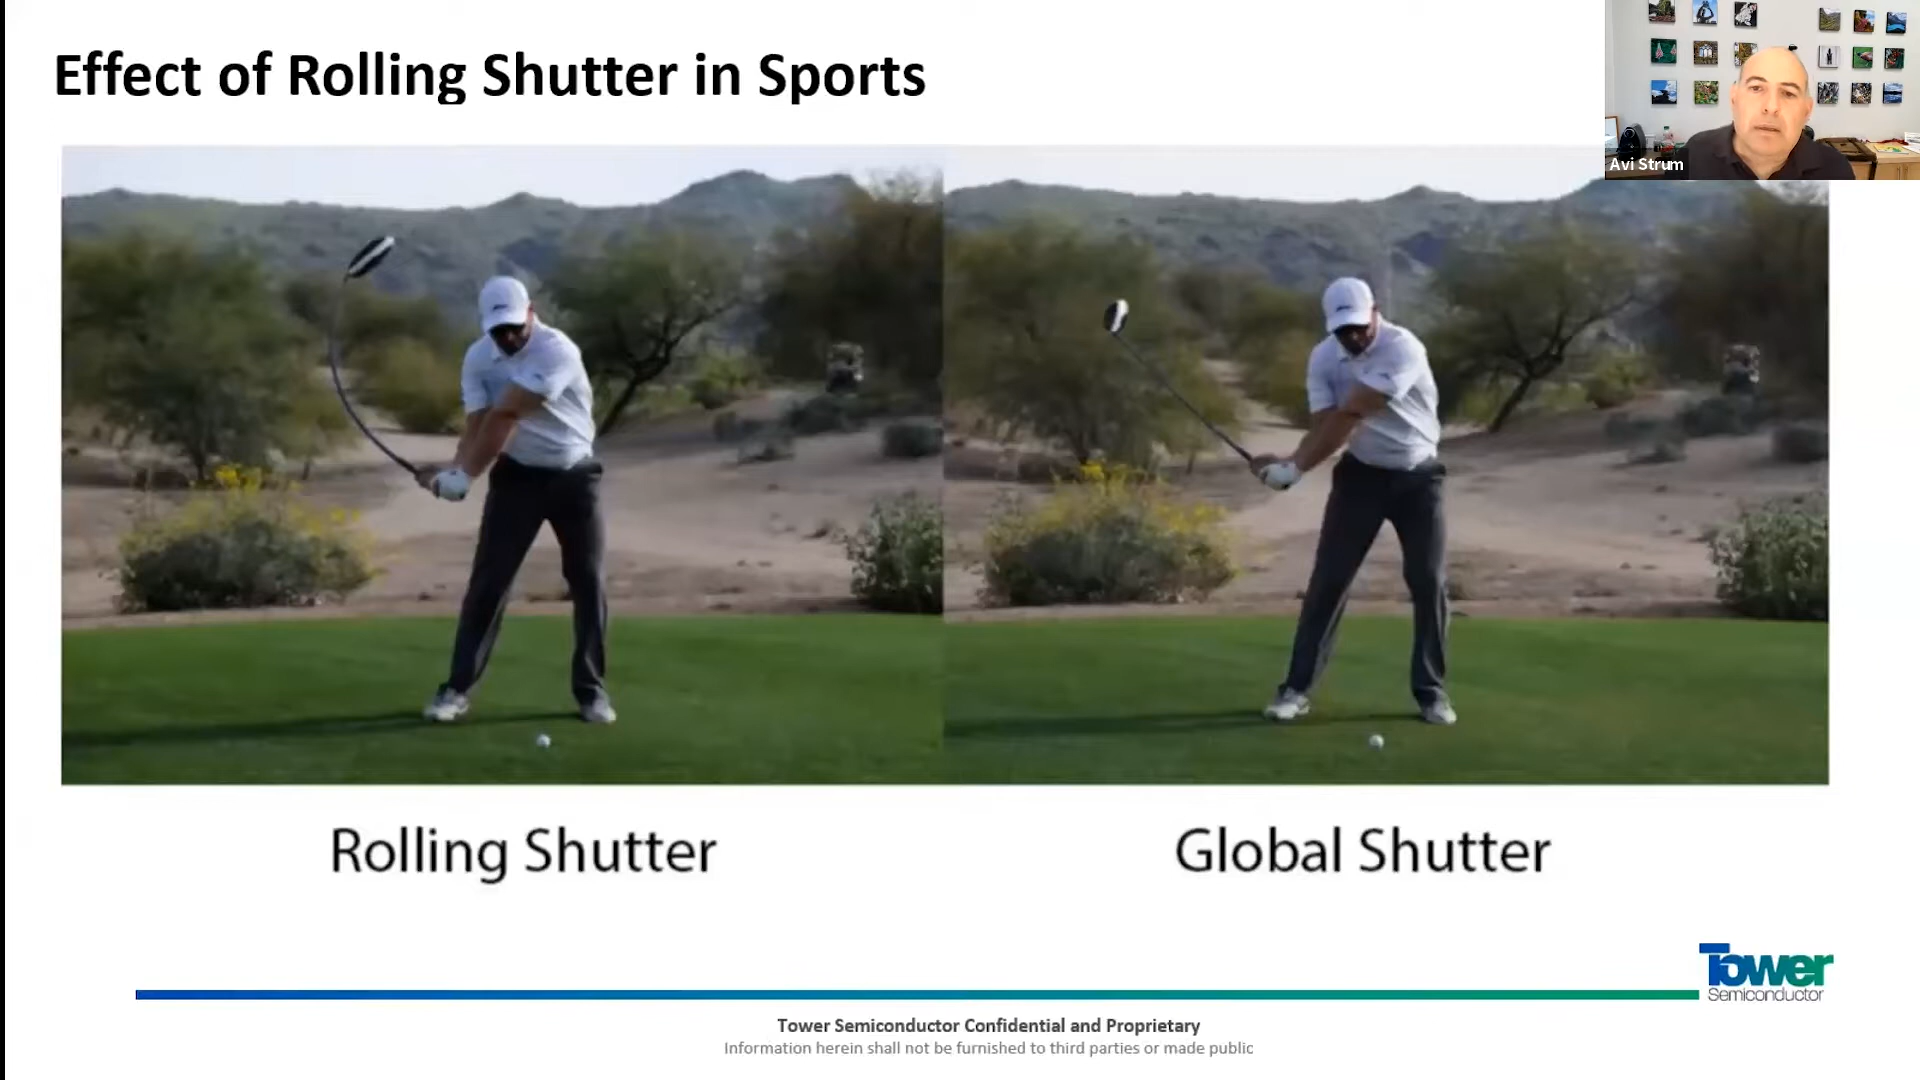 Effect of Rolling Shutter in Sports
Avi Strum
Rolling Shutter
Global Shutter
Tower
Semiconductor
Tower Semiconductor Confidential and Proprietary
Information herein shall not be furnished to third parties or made public